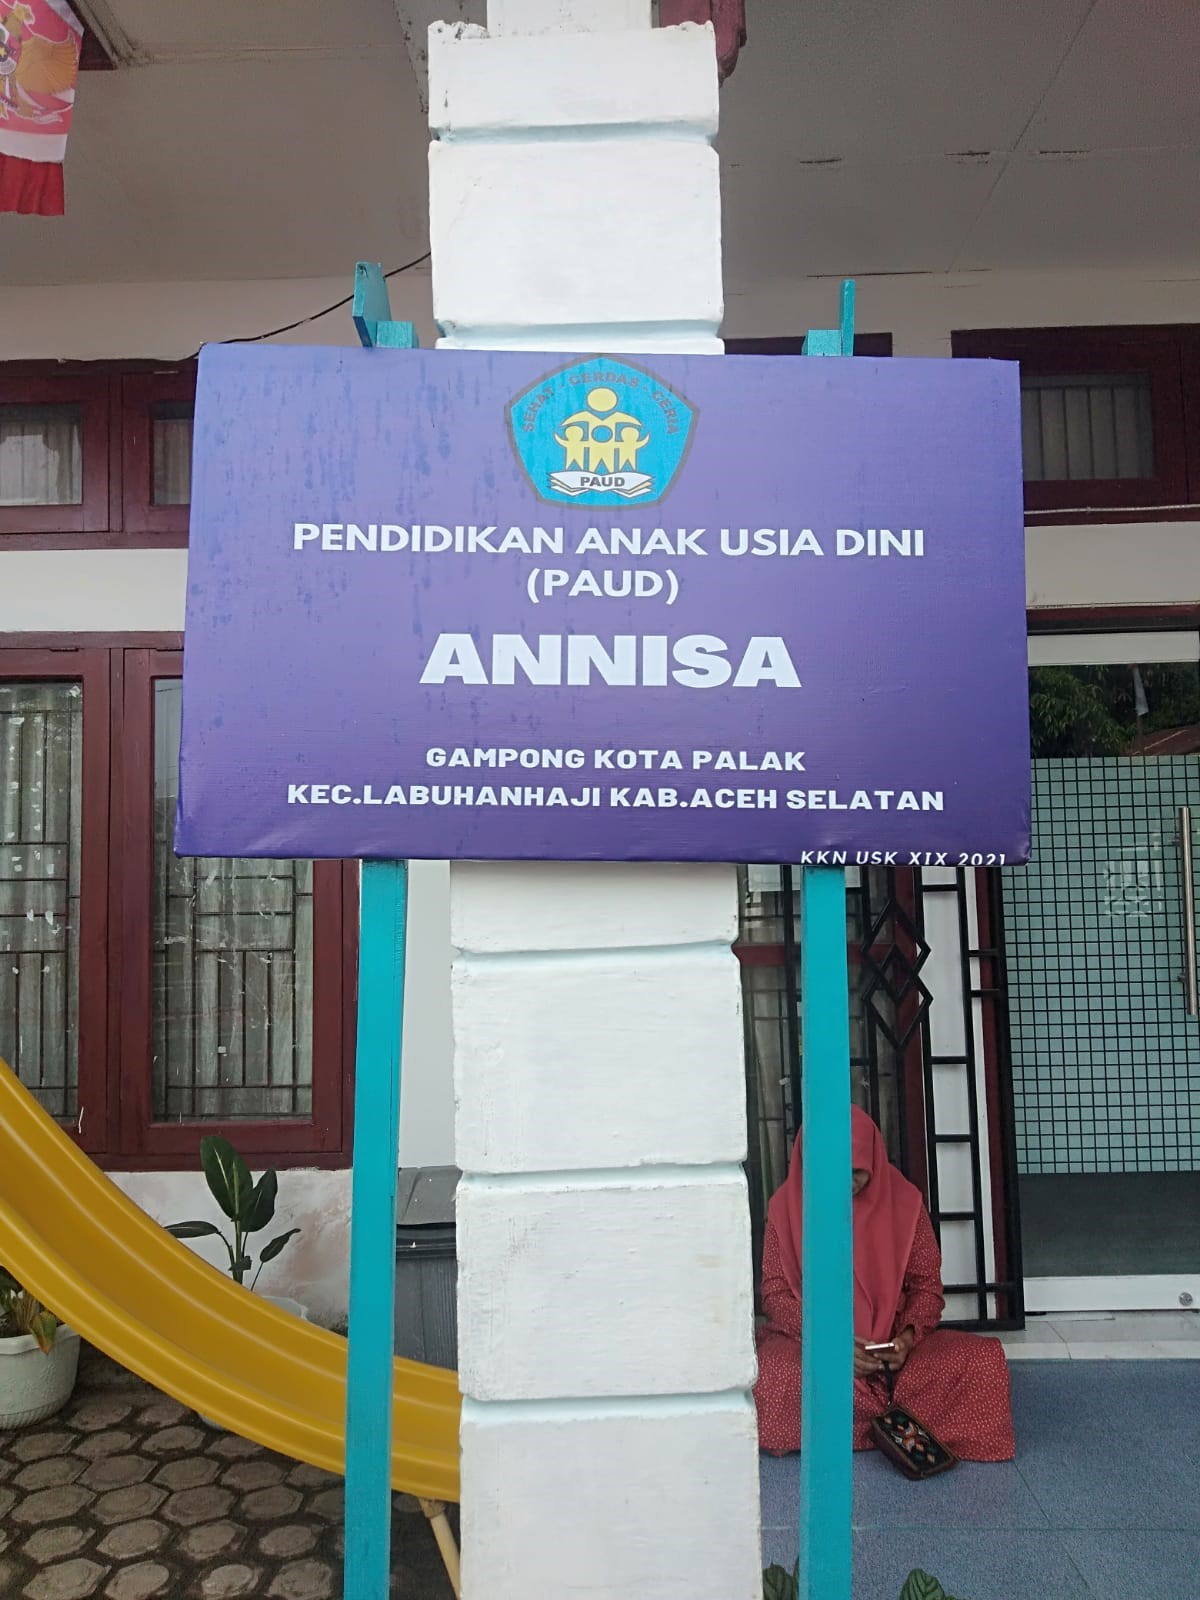 SEHAT CERDAS CERIA
PAUD
PENDIDIKAN ANAK USIA DINI
(PAUD)
ANNISA
GAMPONG KOTA PALAK
KEC.LABUHANHAJI KAB.ACEH SELATAN
KKN USK XIX 2021